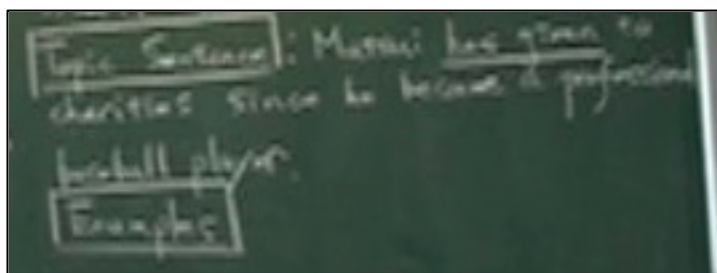 Topic Sentence : Matsui has given to
charities since he became a professional
baseball player.
Examples